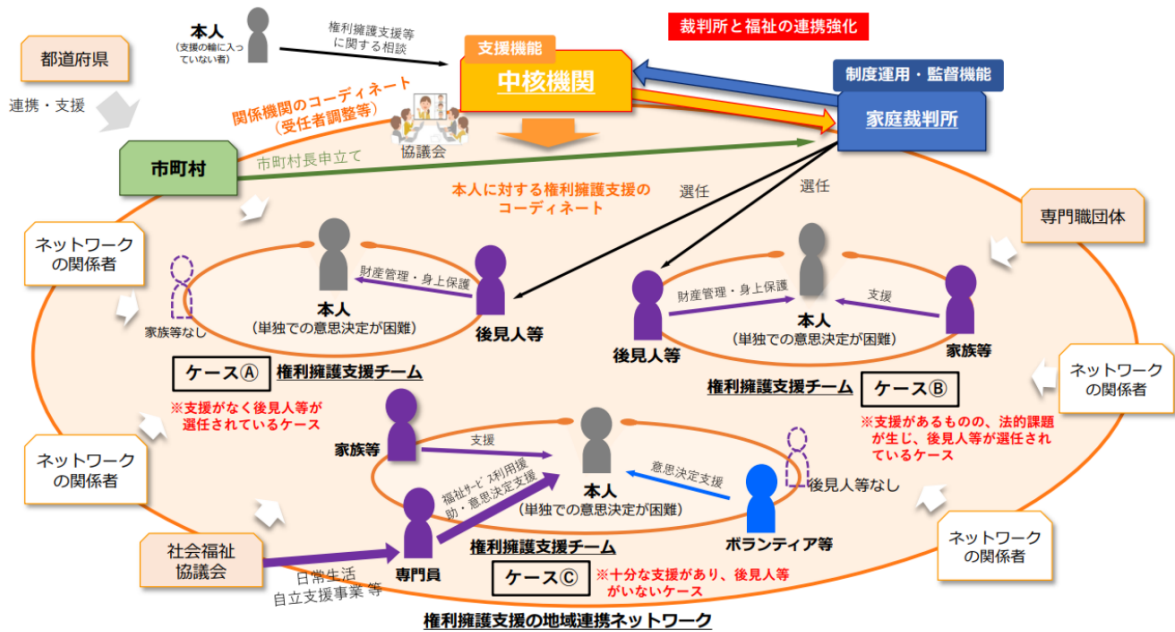 裁判所と福祉の連携強化
本人
(支援の輪に入っ
ていない者)
権利擁護支援等
に関する相談
支援機能
中核機関
制度運用・監督機能
家庭裁判所
都道府県
連携・支援
関係機関のコーディネート
(受任者調整等)
協議会
市町村
市町村長申立て
本人に対する権利擁護支援の
コーディネート
選任
選任
専門職団体
ネットワーク
の関係者
家族等なし
財産管理・身上保護
本人
(単独での意思決定が困難)
後見人等
ケースⒶ
権利擁護支援チーム
※支援がなく後見人等が
選任されているケース
後見人等
財産管理・身上保護
支援
本人
(単独での意思決定が困難)
家族等
権利擁護支援チーム
ケースⒷ
※支援があるものの、法的課題
が生じ、後見人等が選任され
ているケース
ネットワーク
の関係者
ネットワーク
の関係者
家族等
支援
福祉サービス利用援
助・意思決定支援
本人
(単独での意思決定が困難)
意思決定支援
後見人等なし
ボランティア等
専門員
権利擁護支援チーム
ケースⒸ
※十分な支援があり、後見人等
がいないケース
ネットワーク
の関係者
社会福祉
協議会
日常生活
自立支援事業 等
権利擁護支援の地域連携ネットワーク